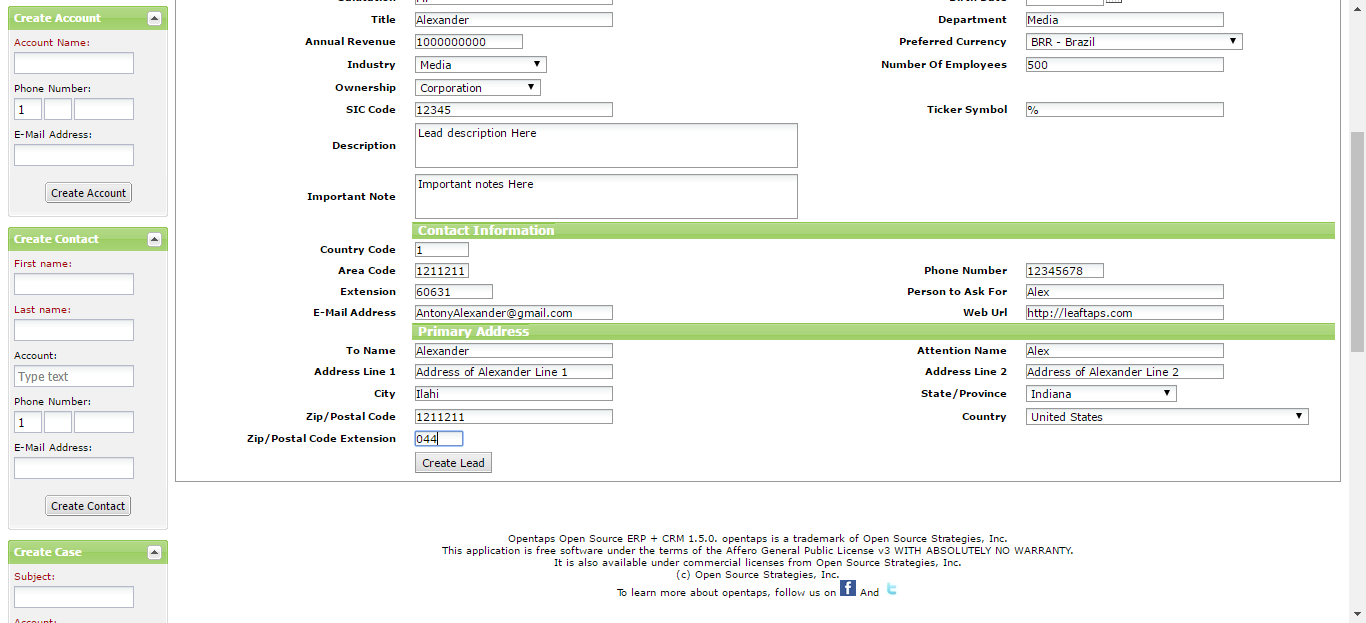 Create Account
Account Name:
Phone Number:
1
E-Mail Address:
Create Account
Create Contact
First name:
Last name:
Account:
Type text
Phone Number:
1
E-Mail Address:
Create Contact
Create Case
Subject:
Title Alexander Department Media
Annual Revenue 1000000000 Preferred Currency BRR - Brazil
Industry Media Number Of Employees 500
Ownership Corporation
SIC Code 12345 Ticker Symbol %
Description Lead description Here
Important Note Important notes Here
Contact Information
Country Code 1
Area Code 1211211 Phone Number 12345678
Extension 60631 Person to Ask For Alex
E-Mail Address AntonyAlexander@gmail.com Web Url http://leaftaps.com
Primary Address
To Name Alexander Attention Name Alex
Address Line 1 Address of Alexander Line 1 Address Line 2 Address of Alexander Line 2
City Ilahi State/Province Indiana
Zip/Postal Code 1211211 Country United States
Zip/Postal Code Extension 044
Create Lead
Opentaps Open Source ERP + CRM 1.5.0. opentaps is a trademark of Open Source Strategies, Inc.
This application is free software under the terms of the Affero General Public License v3 WITH ABSOLUTELY NO WARRANTY.
It is also available under commercial licenses from Open Source Strategies, Inc.
(c) Open Source Strategies, Inc.
To learn more about opentaps, follow us on f And t